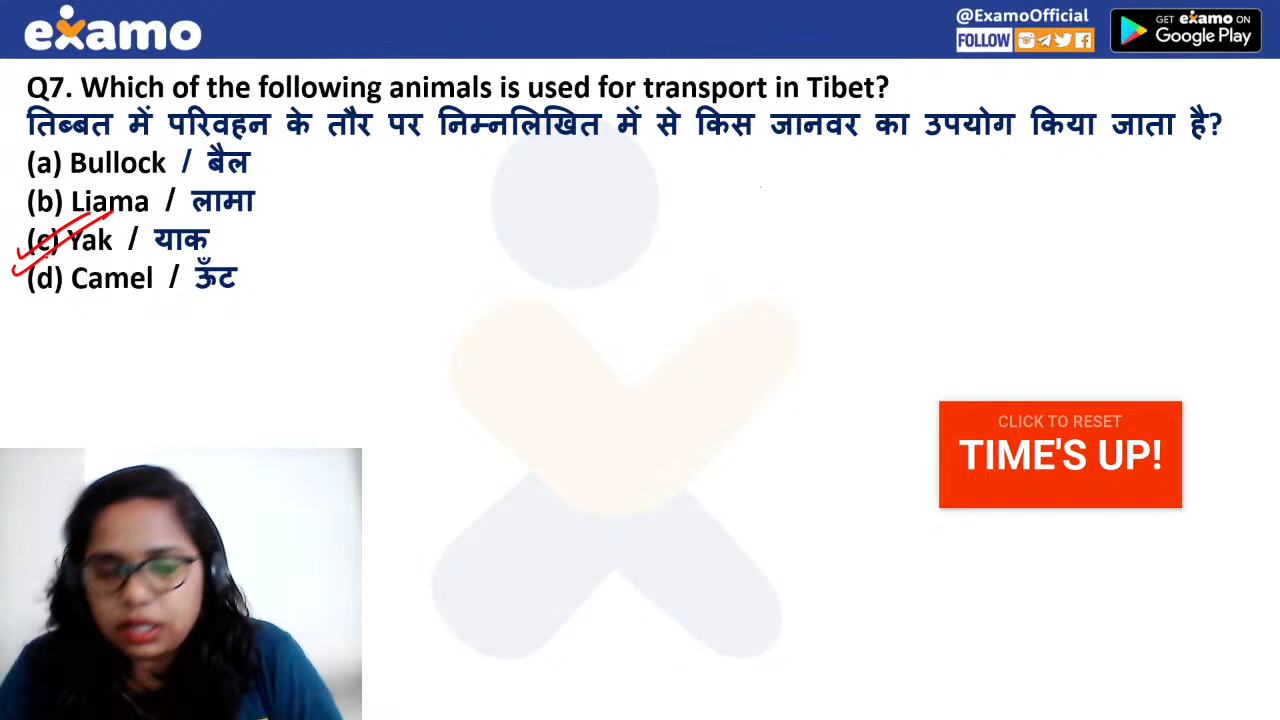 examo
@ExamoOfficial
FOLLOW
GET examo ON
Google Play
Q7. Which of the following animals is used for transport in Tibet?
तिब्बत में परिवहन के तौर पर निम्नलिखित में से किस जानवर का उपयोग किया जाता है?
(a) Bullock / बैल
(b) Liama / लामा
(c) Yak / याक
(d) Camel / ऊँट
CLICK TO RESET
TIME'S UP!